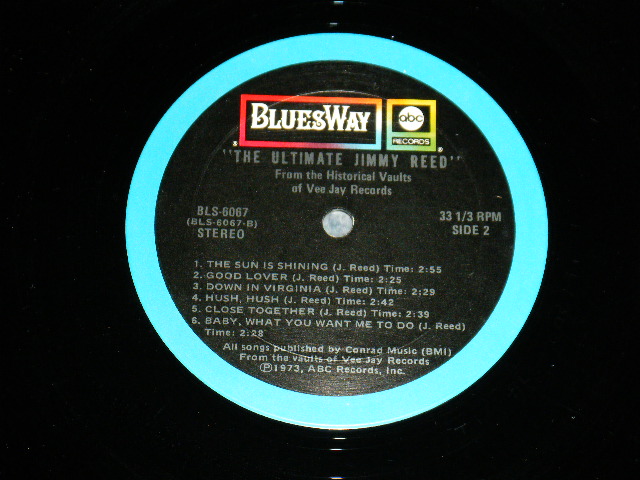 BLUESWAY
abc
RECORDS
"THE ULTIMATE JIMMY REED"
From the Historical Vaults
of Vee Jay Records
BLS-6067
(BLS-6067-B)
STEREO
33 1/3 RPM
SIDE 2
1. THE SUN IS SHINING (J. Reed) Time: 2:55
2. GOOD LOVER (J. Reed) Time: 2:25
3. DOWN IN VIRGINIA (J. Reed) Time: 2:29
4. HUSH, HUSH (J. Reed) Time: 2:42
5. CLOSE TOGETHER (J. Reed) Time: 2:39
6. BABY, WHAT YOU WANT ME TO DO (J. Reed)
Time: 2:28
All songs published by Conrad Music (BMI)
From the vaults of Vee Jay Records
Ⓟ1973, ABC Records, Inc.